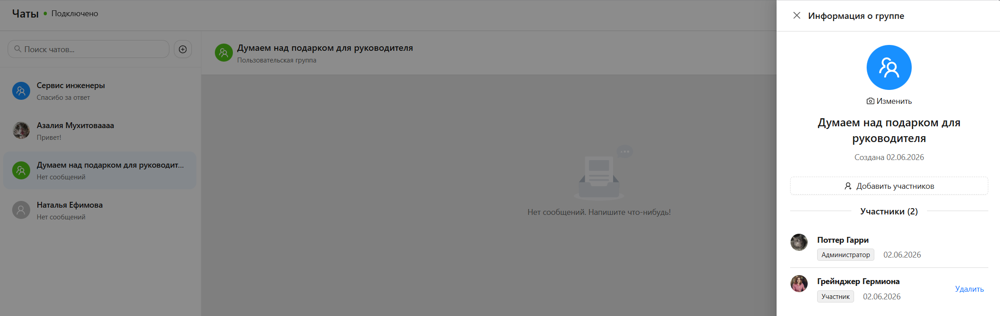 Чаты
Подключено
Поиск чатов...
Сервис инженеры
Спасибо за ответ
Азалия Мухитоваааа
Привет!
Думаем над подарком для руководит...
Нет сообщений
Наталья Ефимова
Нет сообщений
Думаем над подарком для руководителя
Пользовательская группа
Нет сообщений. Напишите что-нибудь!
Информация о группе
Изменить
Думаем над подарком для
руководителя
Создана 02.06.2026
Добавить участников
Участники (2)
Поттер Гарри
Администратор 02.06.2026
Грейнджер Гермиона
Участник 02.06.2026
Удалить